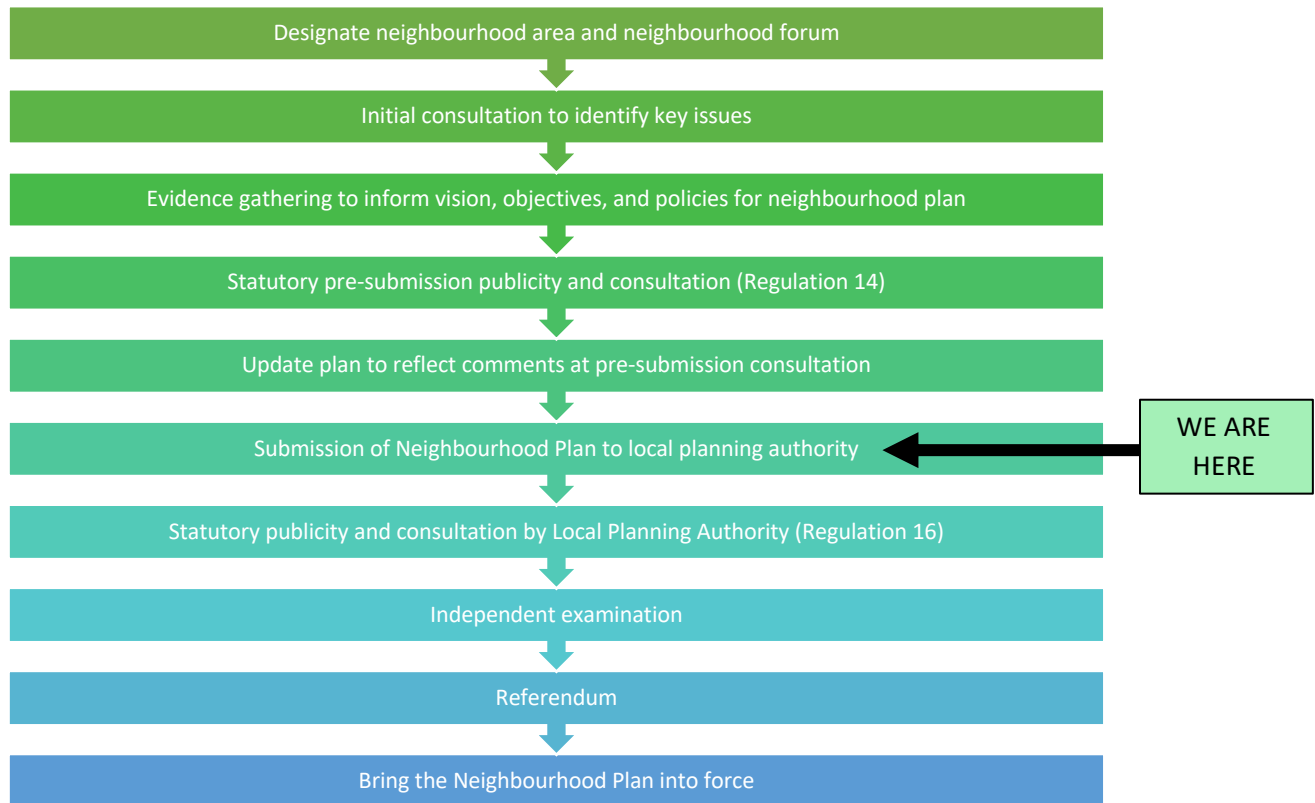 Designate neighbourhood area and neighbourhood forum
Initial consultation to identify key issues
Evidence gathering to inform vision, objectives, and policies for neighbourhood plan
Statutory pre-submission publicity and consultation (Regulation 14)
Update plan to reflect comments at pre-submission consultation
Submission of Neighbourhood Plan to local planning authority
WE ARE
HERE
Statutory publicity and consultation by Local Planning Authority (Regulation 16)
Independent examination
Referendum
Bring the Neighbourhood Plan into force